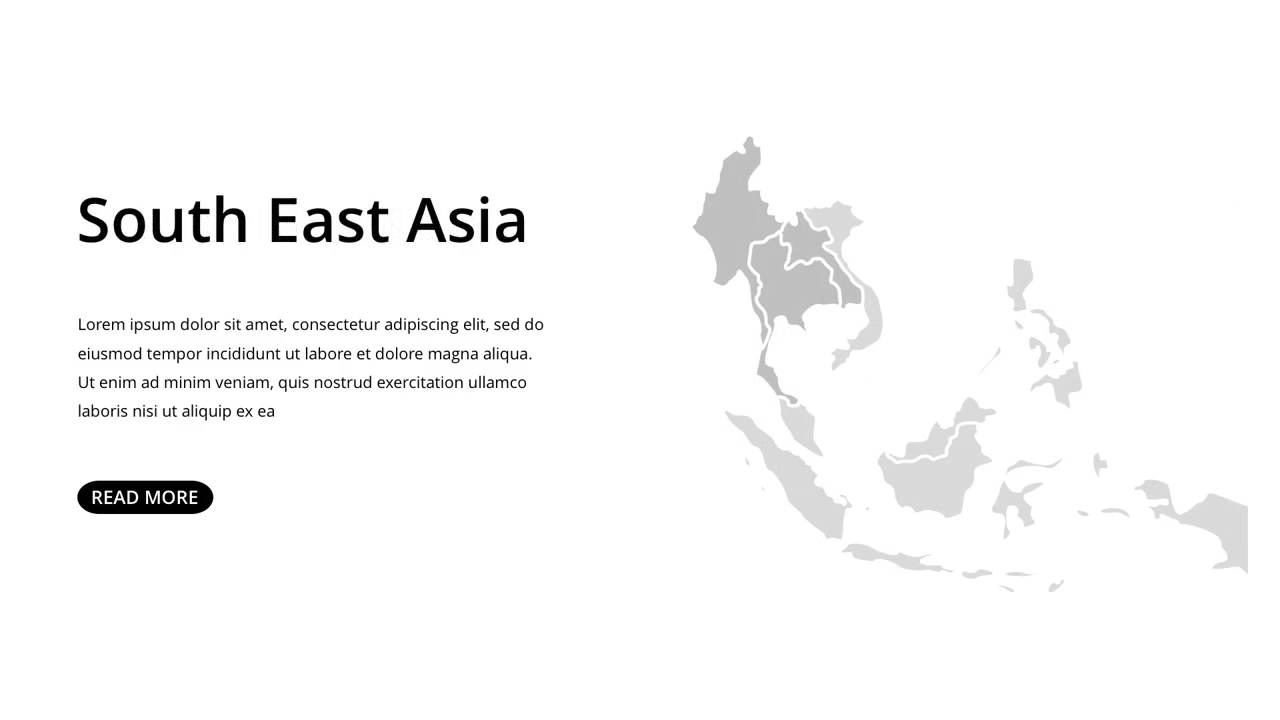 South East Asia
Lorem ipsum dolor sit amet, consectetur adipiscing elit, sed do
eiusmod tempor incididunt ut labore et dolore magna aliqua.
Ut enim ad minim veniam, quis nostrud exercitation ullamco
laboris nisi ut aliquip ex ea
READ MORE